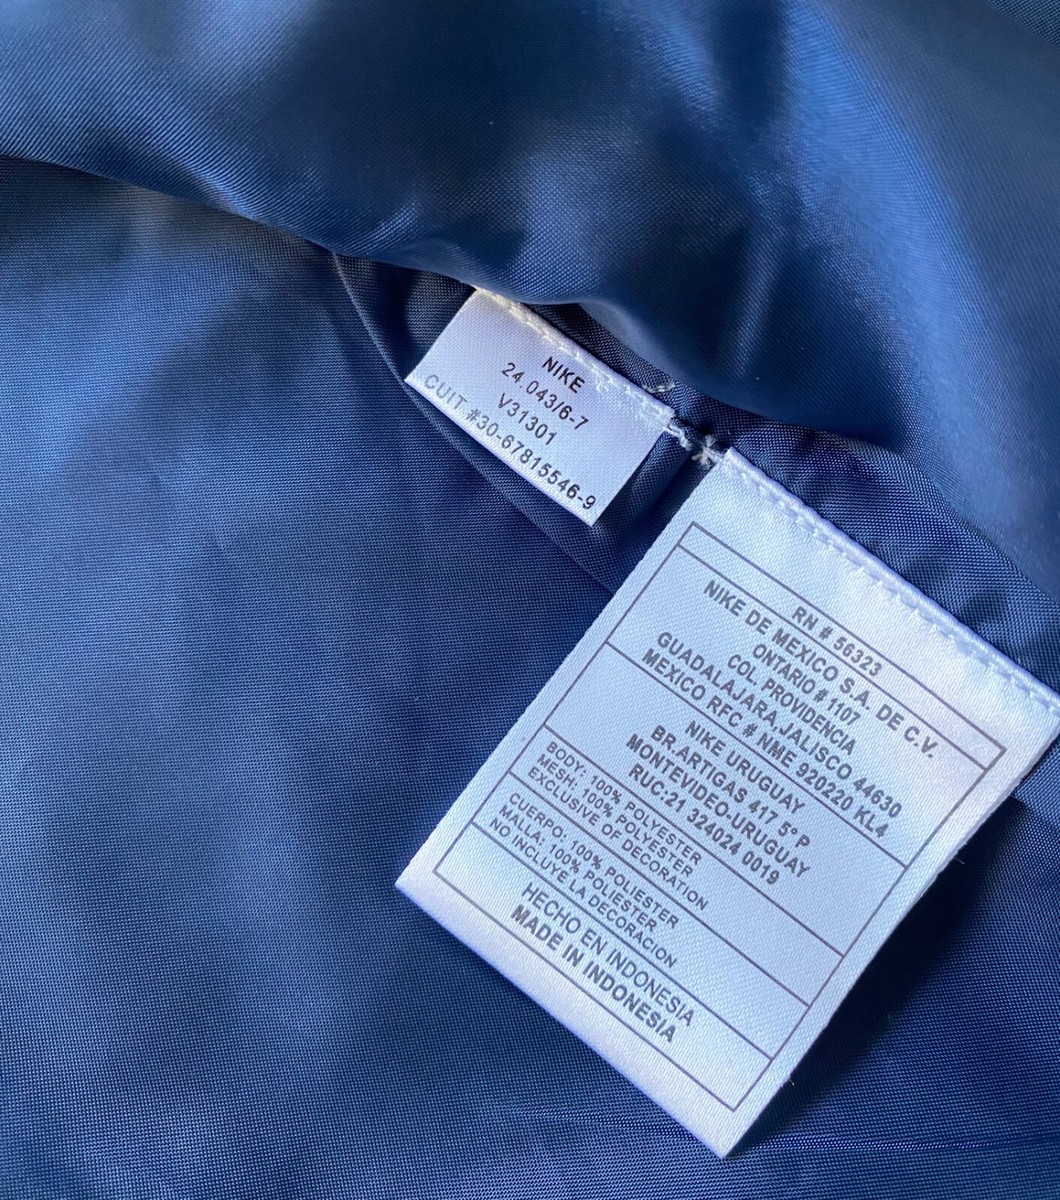 NIKE
24.043/6-7
V31301
CUIT #30-67815546-9
RN # 56323
NIKE DE MEXICO S.A. DE C.V.
ONTARIO # 1107
COL. PROVIDENCIA
GUADALAJARA,JALISCO 44630
MEXICO RFC # NME 920220 KL4
NIKE URUGUAY
BR.ARTIGAS 417 5º P
MONTEVIDEO-URUGUAY
RUC:21 324024 0019
BODY: 100% POLYESTER
MESH: 100% POLYESTER
EXCLUSIVE OF DECORATION
CUERPO: 100% POLIESTER
MALLA: 100% POLIESTER
NO INCLUYE LA DECORACION
HECHO EN INDONESIA
MADE IN INDONESIA